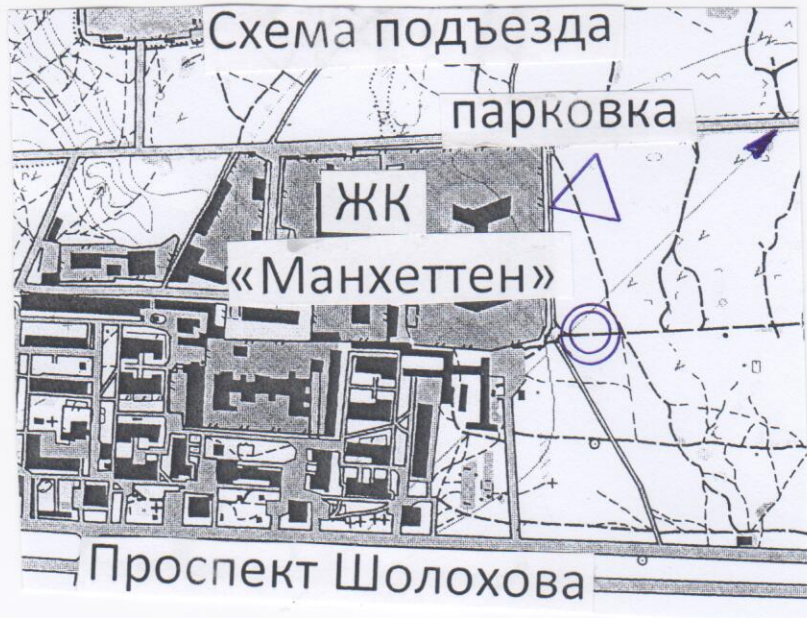 Схема подъезда
парковка
ЖК
«Манхеттен»
Проспект Шолохова